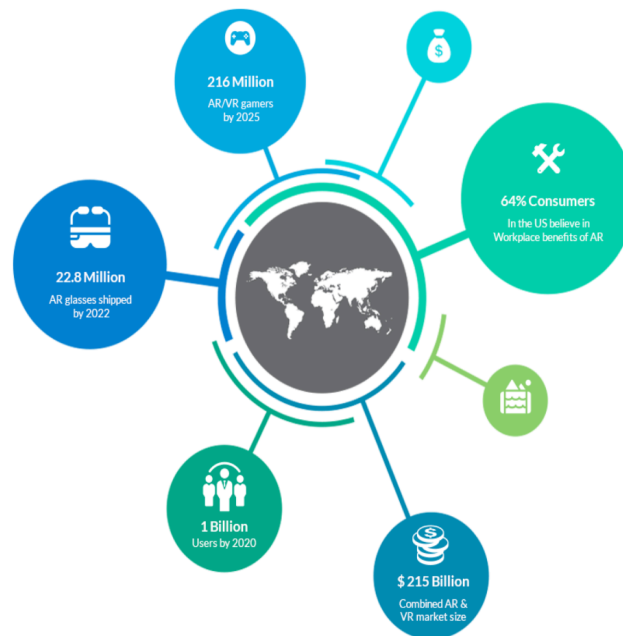 216 Million
AR/VR gamers
by 2025
$
64% Consumers
In the US believe in
Workplace benefits of AR
22.8 Million
AR glasses shipped
by 2022
1 Billion
Users by 2020
$
$ 215 Billion
Combined AR &
VR market size